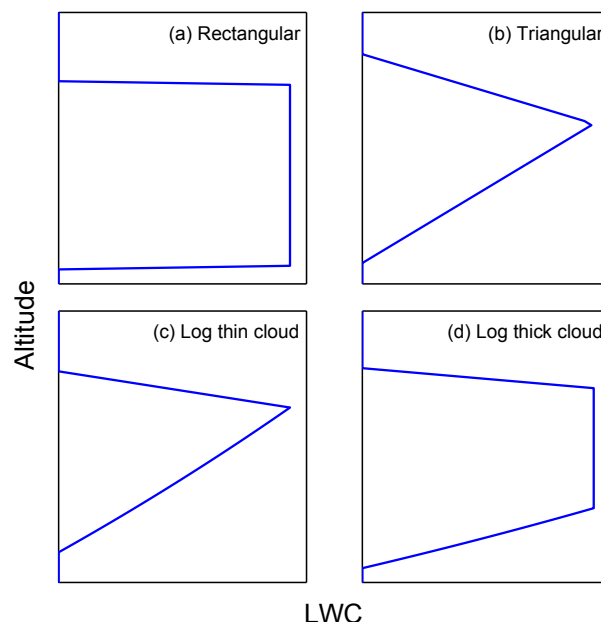 (a) Rectangular
(b) Triangular
(c) Log thin cloud
(d) Log thick cloud
Altitude
LWC